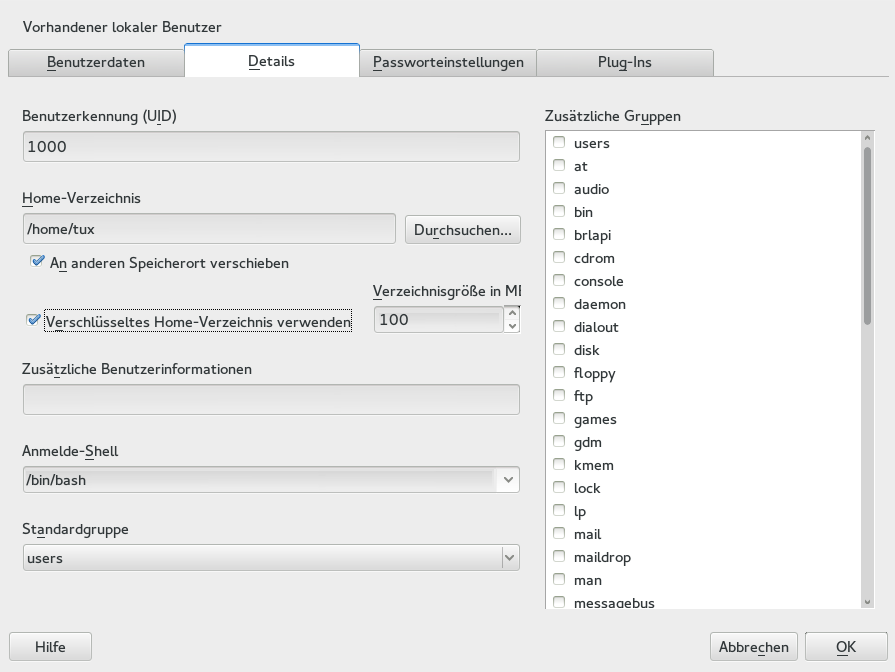 Vorhandener lokaler Benutzer
Benutzerdaten
Details
Passworteinstellungen
Plug-Ins
Benutzerkennung (UID)
1000
Home-Verzeichnis
/home/tux
Durchsuchen...
An anderen Speicherort verschieben
Verzeichnisgröße in MB
Verschlüsseltes Home-Verzeichnis verwenden
100
Zusätzliche Benutzerinformationen
Anmelde-Shell
/bin/bash
Standardgruppe
users
Zusätzliche Gruppen
users
at
audio
bin
brlapi
cdrom
console
daemon
dialout
disk
floppy
ftp
games
gdm
kmem
lock
lp
mail
maildrop
man
messagebus
Hilfe
Abbrechen
OK